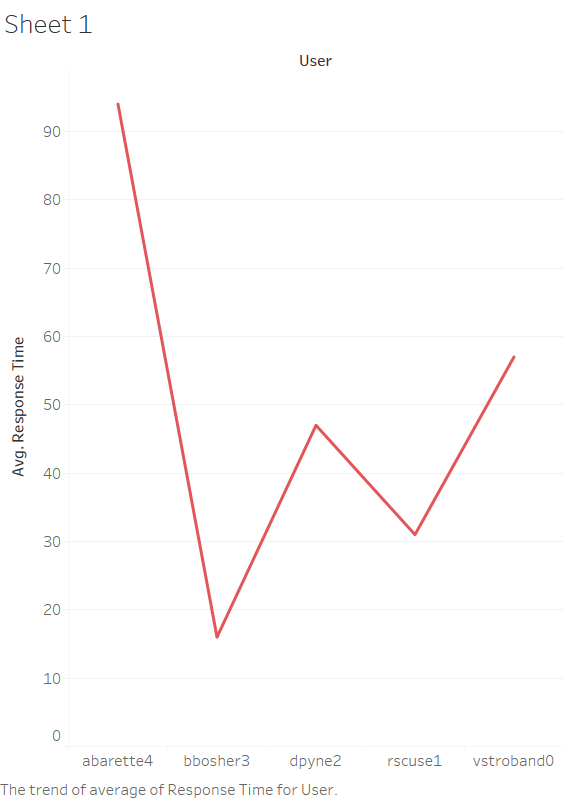 Sheet 1
User
Avg. Response Time
90
80
70
60
50
40
30
20
10
0
abarette4 bbosher3 dpyne2 rscuse1 vstroband0
The trend of average of Response Time for User.